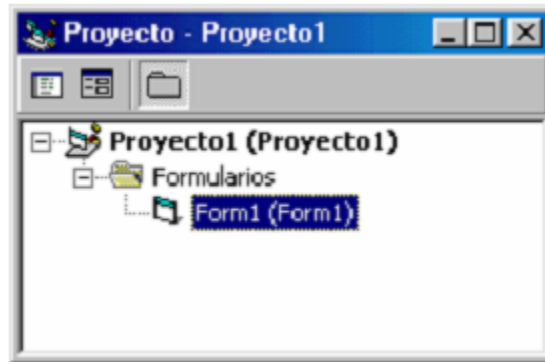 Proyecto - Proyecto1
Proyecto1 (Proyecto1)
Formularios
Form1 (Form1)